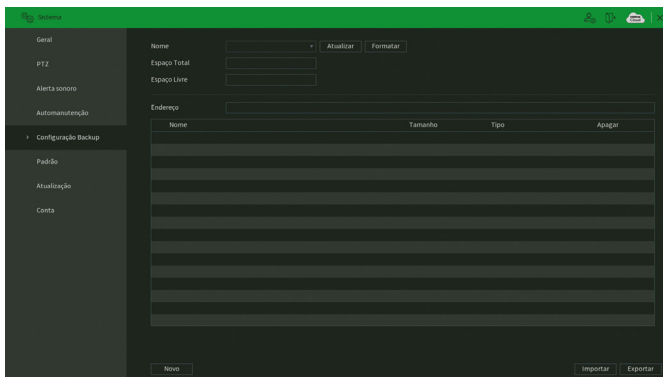 Sistema
Geral
PTZ
Alerta sonoro
Automanutenção
Configuração Backup
Padrão
Atualização
Conta
Nome Atualizar Formatar
Espaço Total
Espaço Livre
Endereço
Nome Tamanho Tipo Apagar
Novo Importar Exportar